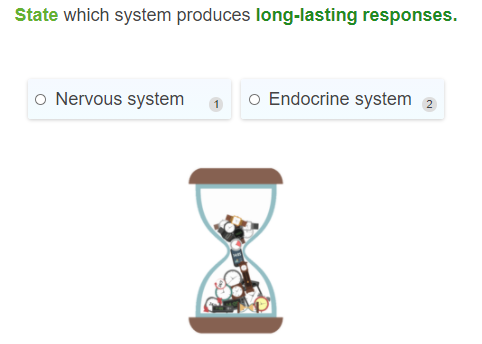 State which system produces long-lasting responses.
Nervous system 1 Endocrine system 2